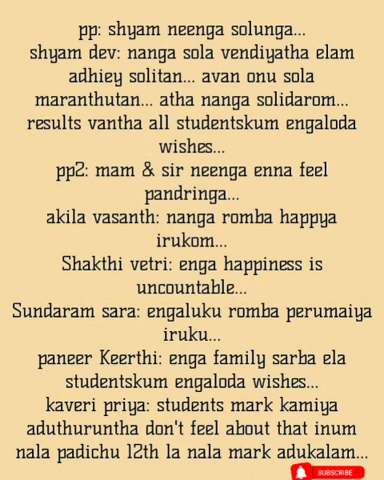 pp: shyam neenga solunga...
shyam dev: nanga sola vendiyatha elam
adhiey solitan... avan onu sola
maranthutan... atha nanga solidarom...
results vantha all studentskum engaloda
wishes...
pp2: mam & sir neenga enna feel
pandringa...
akila vasanth: nanga romba happya
irukom...
Shakthi vetri: enga happiness is
uncountable...
Sundaram sara: engaluku romba perumaiya
iruku...
paneer Keerthi: enga family sarba ela
studentskum engaloda wishes...
kaveri priya: students mark kamiya
aduthuruntha don't feel about that inum
nala padichu 12th la nala mark adukalam...
SUBSCRIBE